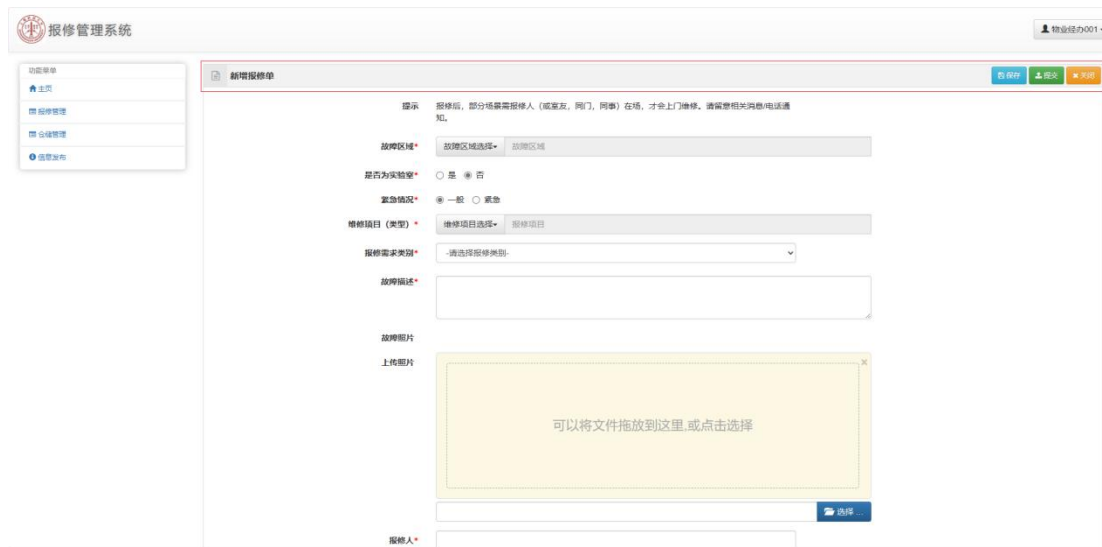 报修管理系统
物业经办001
功能菜单
主页
报修管理
仓储管理
信息发布
新增报修单
保存
提交
关闭
提示
报修后，部分场景需报修人（或室友，同门，同事）在场，才会上门维修。请留意相关消息/电话通
知。
故障区域*
故障区域选择
故障区域
是否为实验室*
是 否
紧急情况*
一般 紧急
维修项目（类型）*
维修项目选择
报修项目
报修需求类别*
-请选择报修类别-
故障描述*
故障照片
上传照片
可以将文件拖放到这里,或点击选择
选择 ...
报修人*